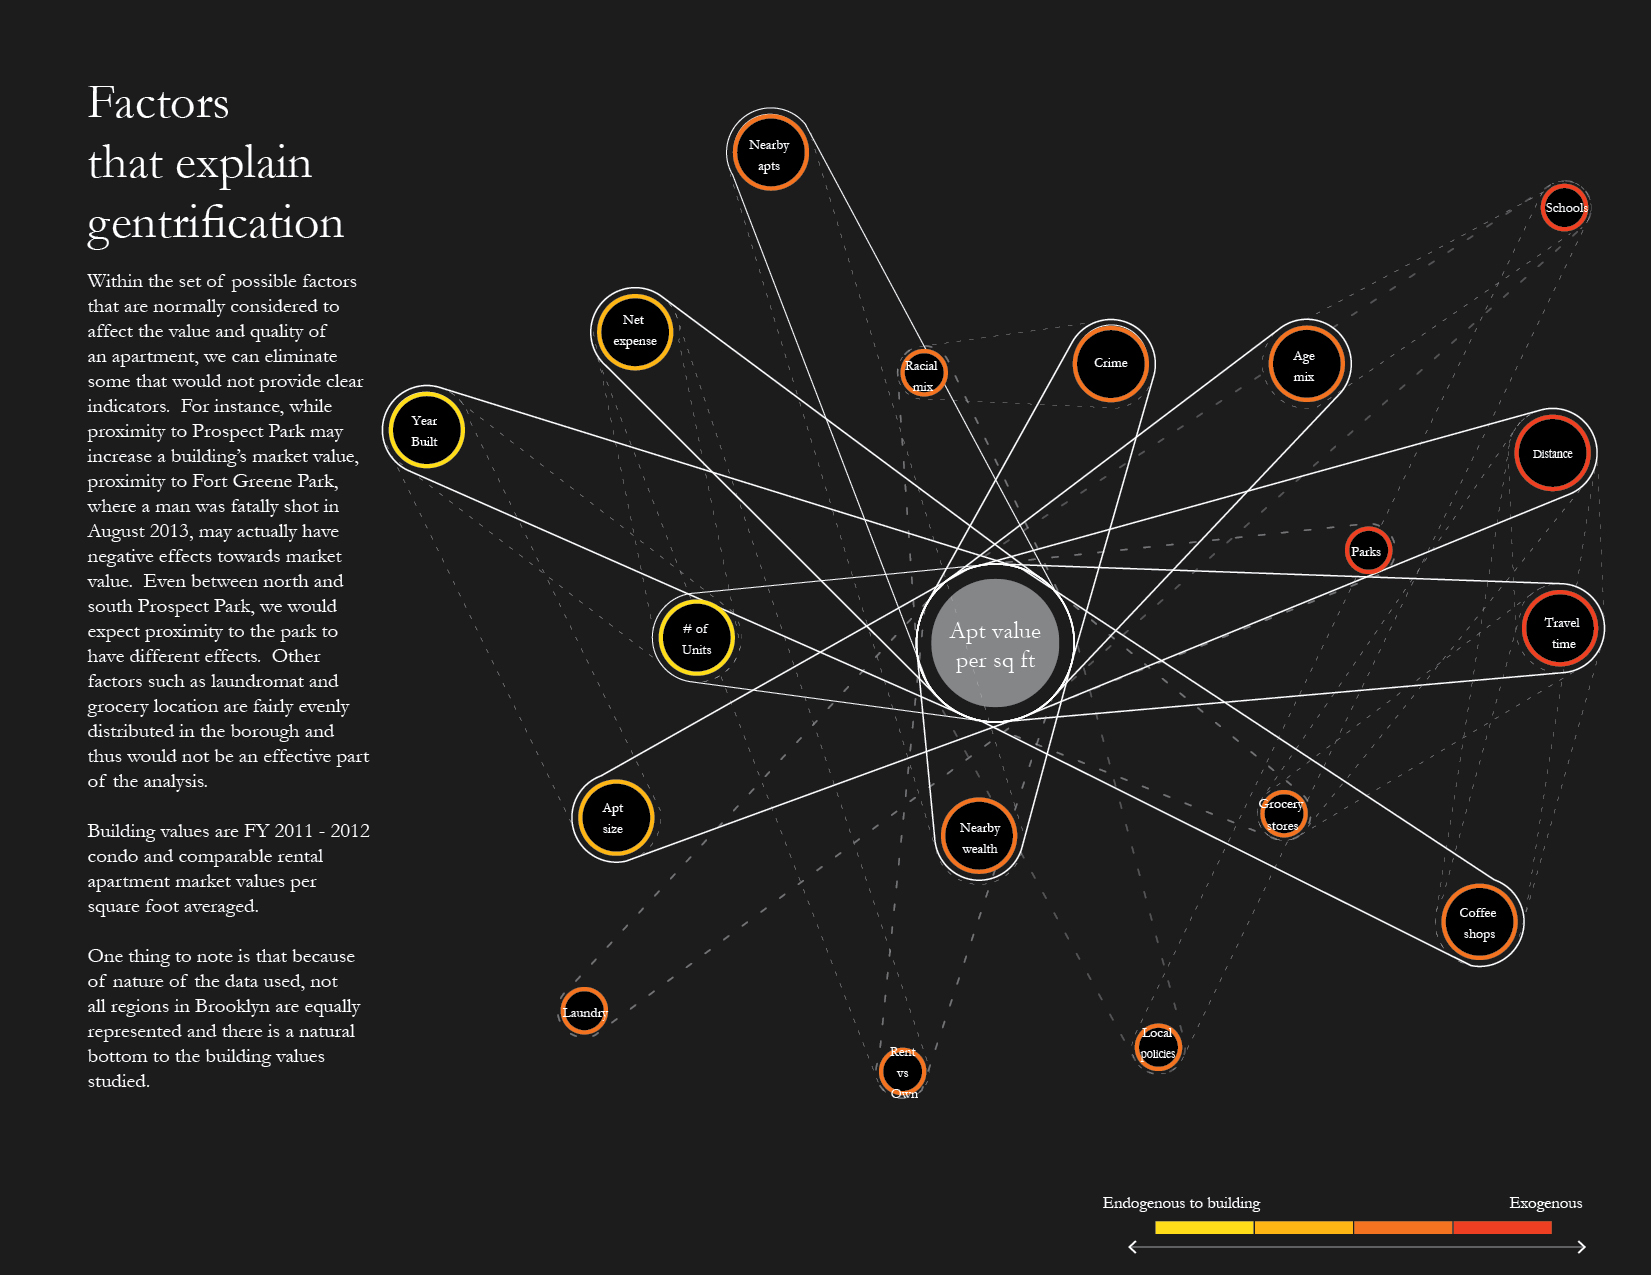 Factors
that explain
gentrification
Within the set of possible factors
that are normally considered to
affect the value and quality of
an apartment, we can eliminate
some that would not provide clear
indicators.  For instance, while
proximity to Prospect Park may
increase a building’s market value,
proximity to Fort Greene Park,
where a man was fatally shot in
August 2013, may actually have
negative effects towards market
value.  Even between north and
south Prospect Park, we would
expect proximity to the park to
have different effects.  Other
factors such as laundromat and
grocery location are fairly evenly
distributed in the borough and
thus would not be an effective part
of the analysis.
Building values are FY 2011 - 2012
condo and comparable rental
apartment market values per
square foot averaged.
One thing to note is that because
of nature of the data used, not
all regions in Brooklyn are equally
represented and there is a natural
bottom to the building values
studied.
Nearby
apts
Schools
Net
expense
Racial
mix
Crime
Age
mix
Year
Built
Distance
Parks
# of
Units
Apt value
per sq ft
Travel
time
Apt
size
Nearby
wealth
Grocery
stores
Coffee
shops
Laundry
Rent
vs
Own
Local
policies
Endogenous to building
Exogenous